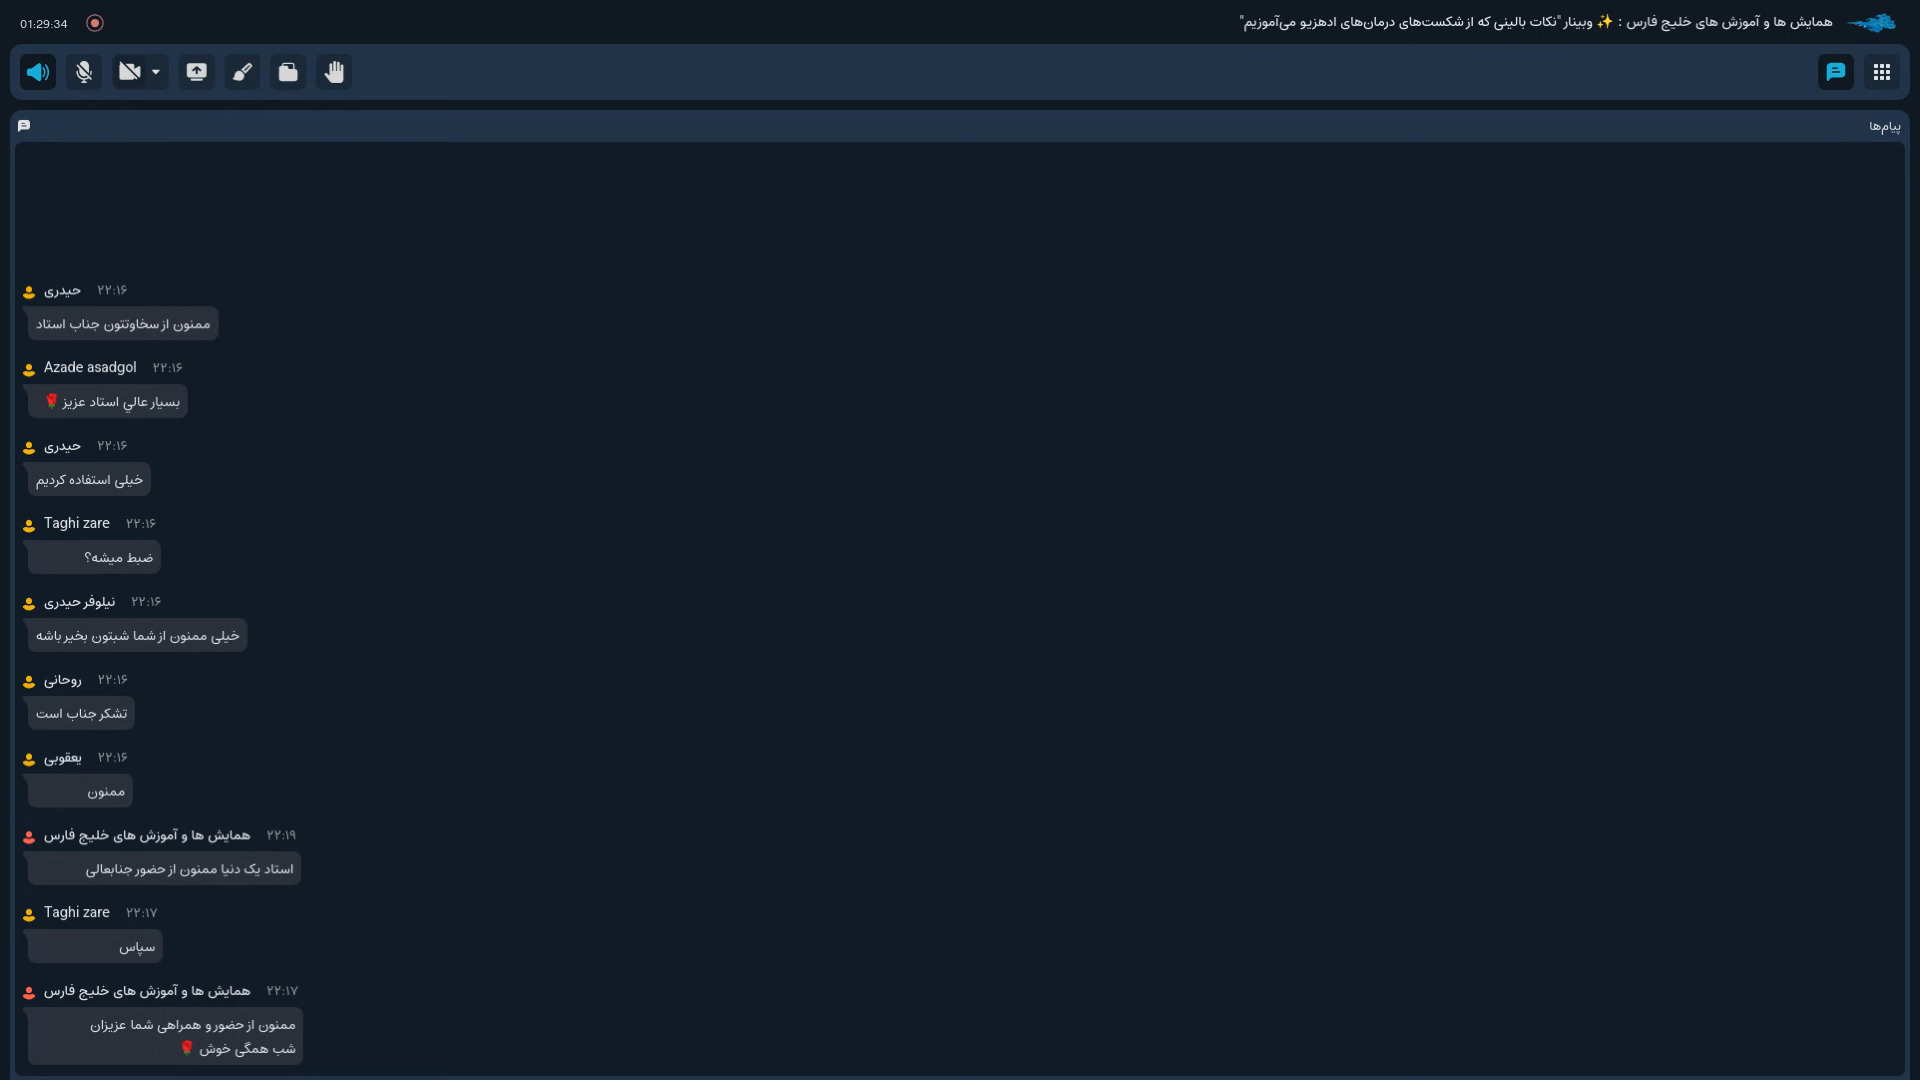 01:29:34
همایش ها و آموزش های خلیج فارس : ✨ وبینار "نکات بالینی که از شکست‌های درمان‌های ادهزیو می‌آموزیم"
پیام‌ها
حیدری ۲۲:۱۶
ممنون از سخاوتتون جناب استاد
Azade asadgol ۲۲:۱۶
بسیار عالي استاد عزیز 🌹
حیدری ۲۲:۱۶
خیلی استفاده کردیم
Taghi zare ۲۲:۱۶
ضبط میشه؟
نیلوفر حیدری ۲۲:۱۶
خیلی ممنون از شما شبتون بخیر باشه
روحانی ۲۲:۱۶
تشکر جناب است
یعقوبی ۲۲:۱۶
ممنون
همایش ها و آموزش های خلیج فارس ۲۲:۱۹
استاد یک دنیا ممنون از حضور جنابعالی
Taghi zare ۲۲:۱۷
سپاس
همایش ها و آموزش های خلیج فارس ۲۲:۱۷
ممنون از حضور و همراهی شما عزیزان
شب همگی خوش 🌹